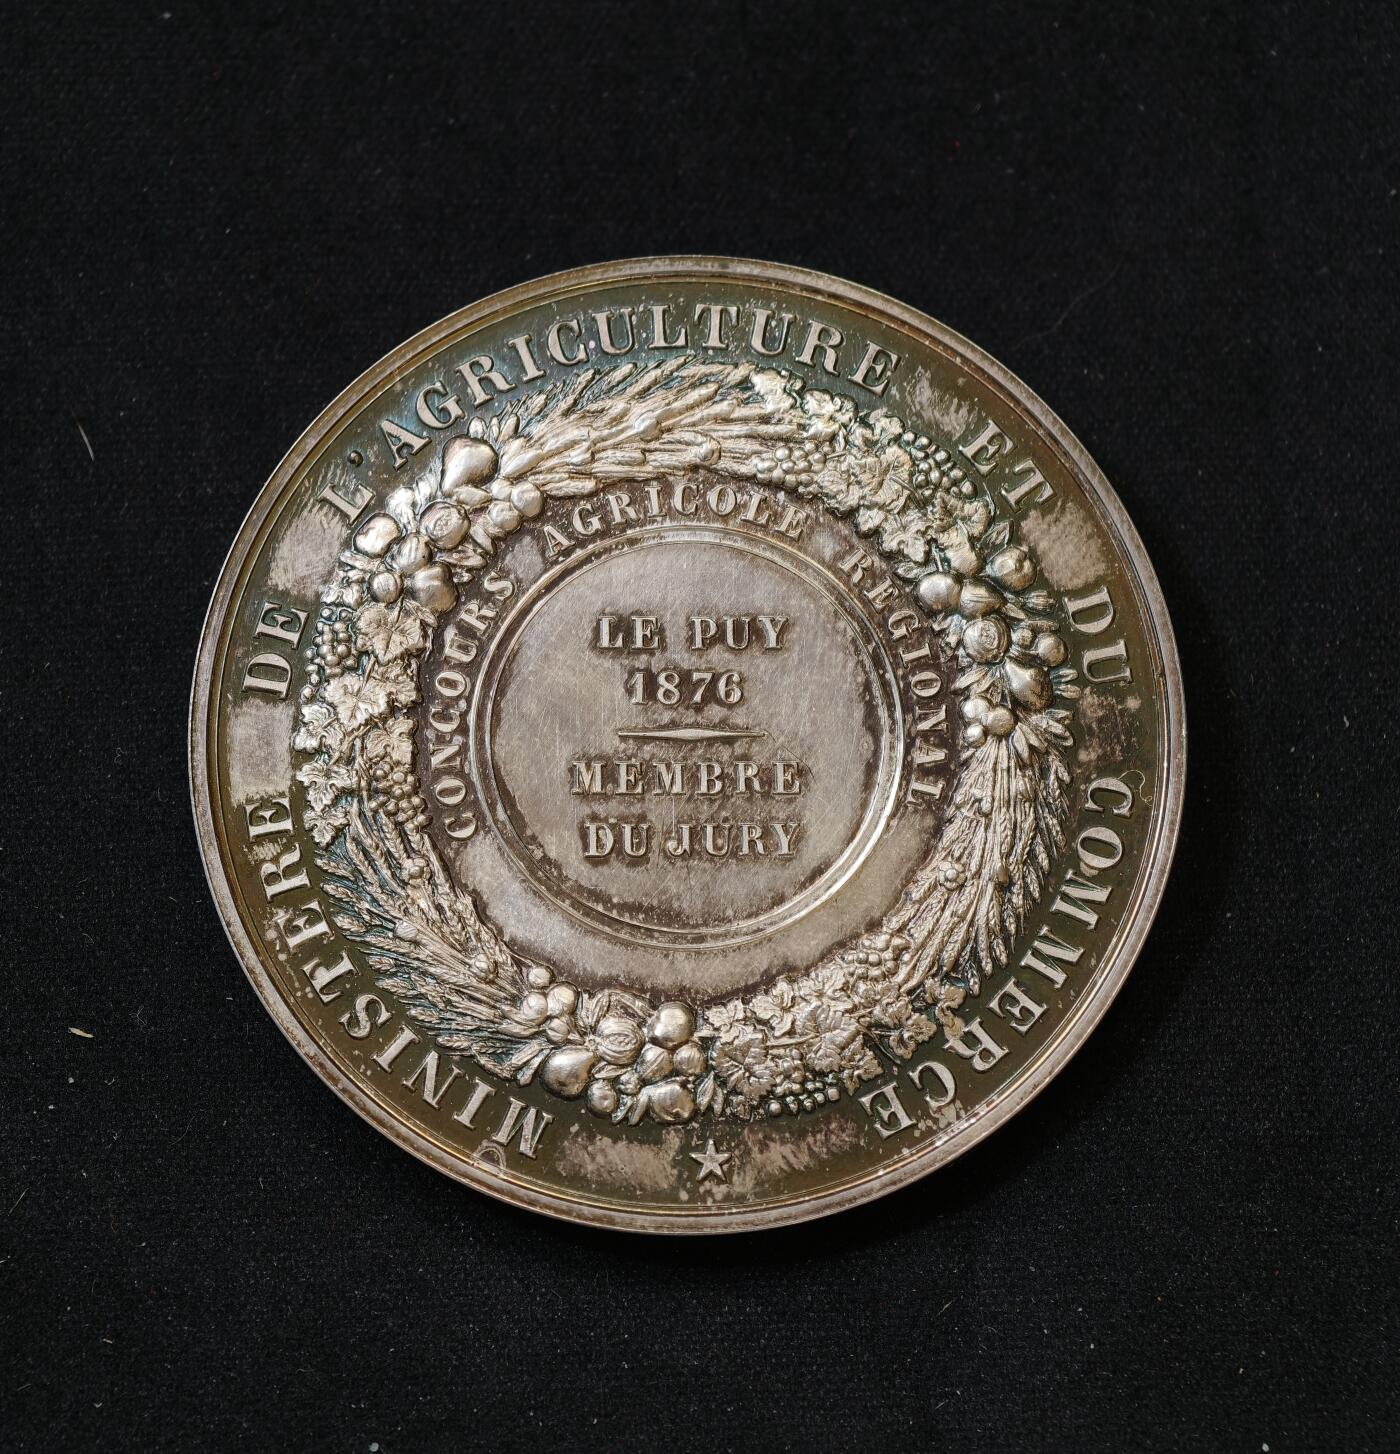 MINISTERE DE L'AGRICULTURE ET DU COMMERCE
CONCOURS AGRICOLE REGIONAL
LE PUY
1876
MEMBRE
DU JURY